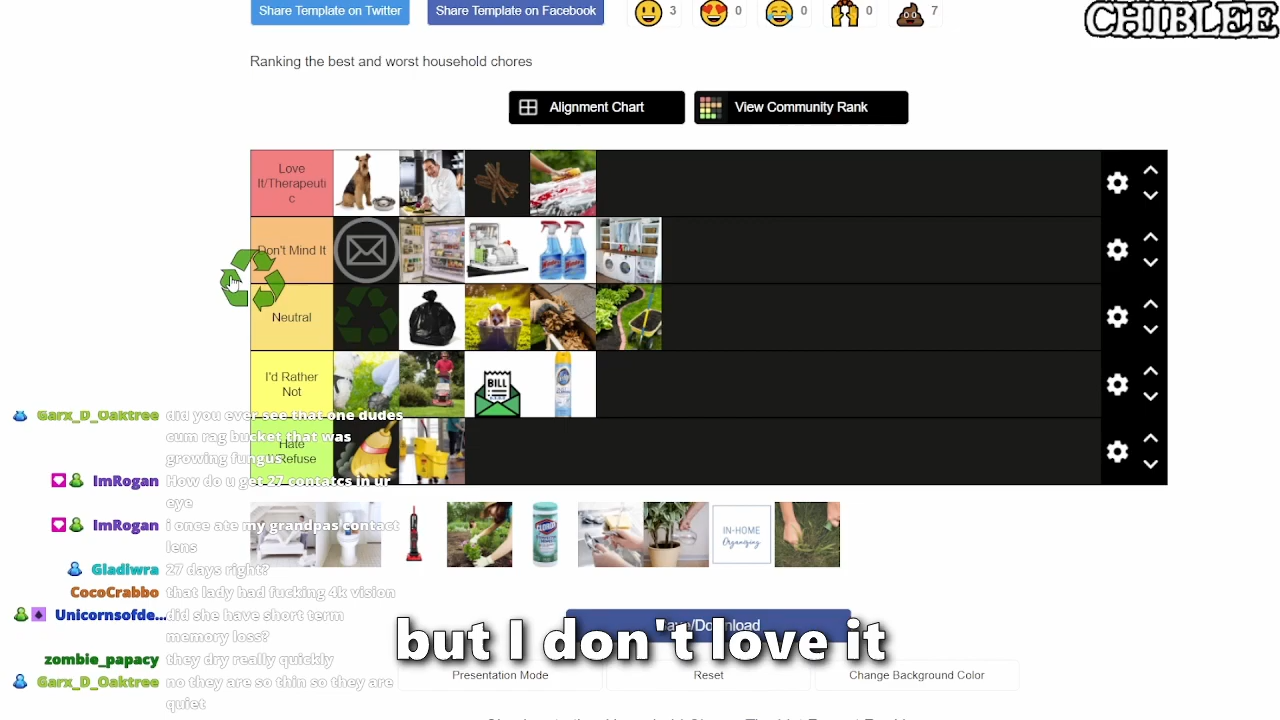 Share Template on Twitter
Share Template on Facebook
3
0
0
0
7
CHIBLEE
Ranking the best and worst household chores
Alignment Chart
View Community Rank
Love
It/Therapeuti
c
Don't Mind It
Neutral
I'd Rather
Not
BILL
Hate
Refuse
Garx_D_Oaktree did you ever see that one dudes
cum rag bucket that was
growing fungus
ImRogan How do u get 27 contatcs in ur
eye
ImRogan i once ate my grandpas contact
lens
Gladlwra 27 days right?
CocoCrabbo that lady had fucking 4k vision
Unicornsofde... did she have short term
memory loss?
zombie_papacy they dry really quickly
Garx_D_Oaktree no they are so thin so they are
quiet
CLOROX
IN-HOME
Organizing
Save/Download
but I don't love it
Presentation Mode
Reset
Change Background Color